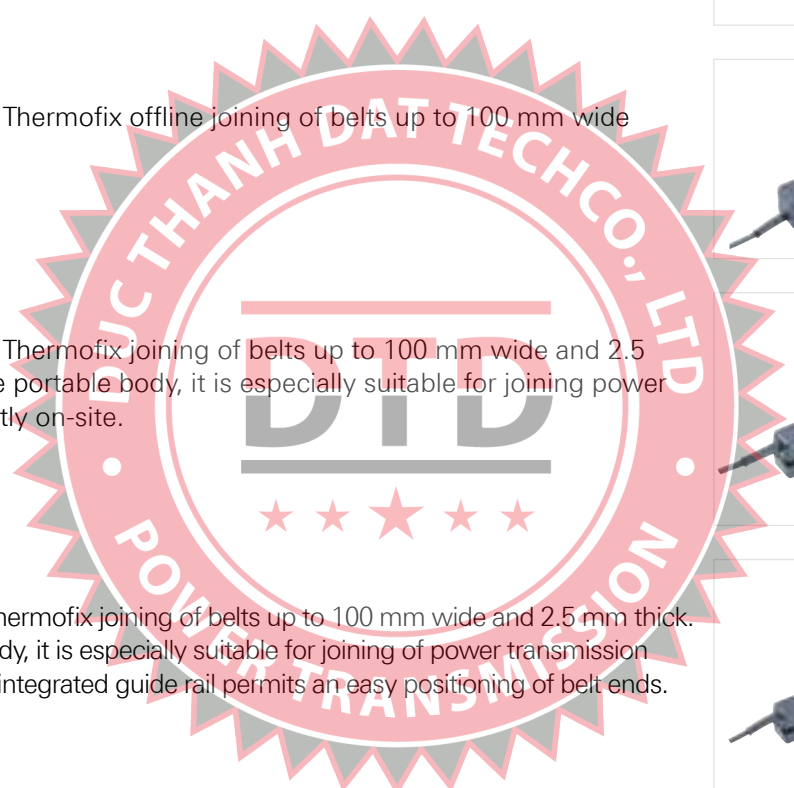 Thermofix offline joining of belts up to 100 mm wide
DUC THANH DAT TECHCO., LTD
Thermofix joining of belts up to 100 mm wide and 2.5
portable body, it is especially suitable for joining power
on-site.
DTD
joining of belts up to 100 mm wide and 2.5 mm thick.
it is especially suitable for joining of power transmission
integrated guide rail permits an easy positioning of belt ends.
POWER TRANSMISSION